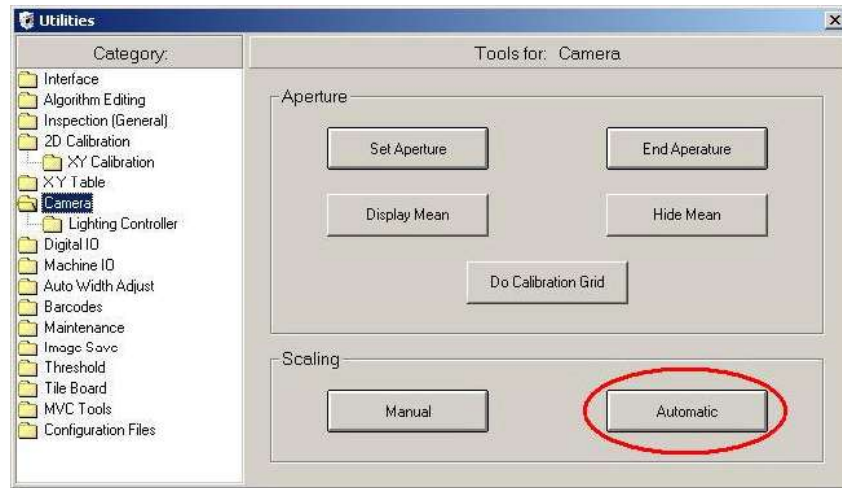 Utilities
Category:
Tools for: Camera
Interface
Algorithm Editing
Inspection (General)
2D Calibration
XY Calibration
XY Table
Camera
Lighting Controller
Digital IO
Machine IO
Auto Width Adjust
Barcodes
Maintenance
Image Save
Threshold
Tile Board
MVC Tools
Configuration Files
Aperture
Set Aperture
End Aperature
Display Mean
Hide Mean
Do Calibration Grid
Scaling
Manual
Automatic